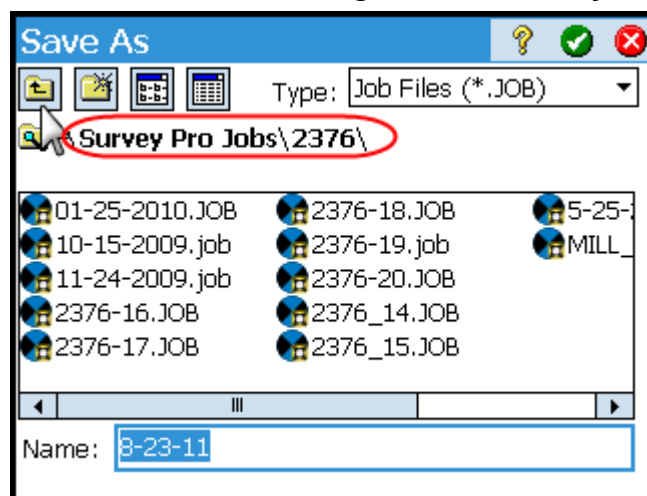 Save As
Type: Job Files (*.JOB)
\Survey Pro Jobs\2376\
01-25-2010.JOB 2376-18.JOB 5-25-
10-15-2009.job 2376-19.job MILL_
11-24-2009.job 2376-20.JOB
2376-16.JOB 2376_14.JOB
2376-17.JOB 2376_15.JOB
Name: 8-23-11